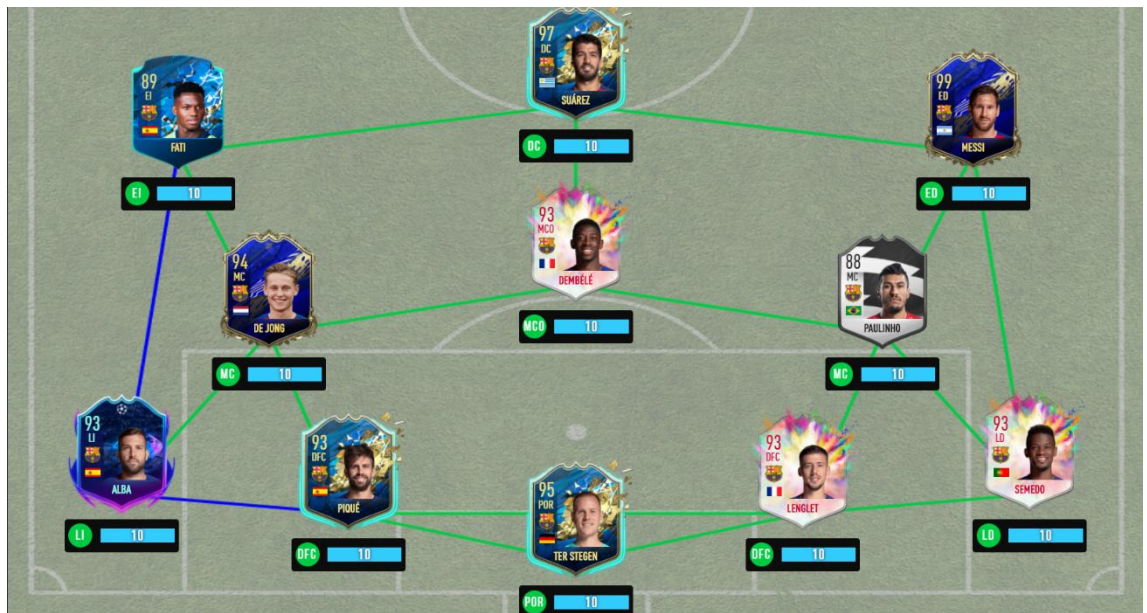 97
DC
SUÁREZ
DC 10
89
EI
FATI
EI 10
99
ED
MESSI
ED 10
93
MCO
DEMBÉLÉ
MCO 10
94
MC
DE JONG
MC 10
88
MC
PAULINHO
MC 10
93
LI
ALBA
LI 10
93
DFC
PIQUÉ
DFC 10
95
POR
TER STEGEN
POR 10
93
DFC
LENGLET
DFC 10
93
LD
SEMEDO
LD 10